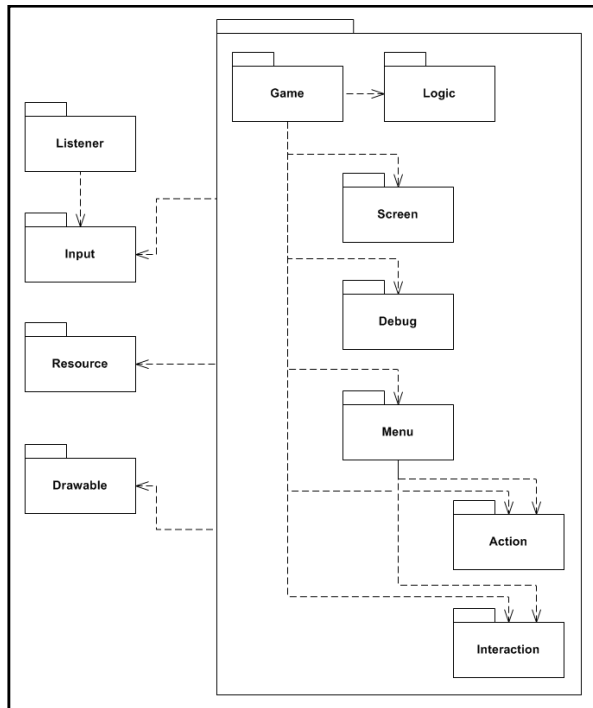 Game
Logic
Listener
Screen
Input
Debug
Resource
Menu
Drawable
Action
Interaction